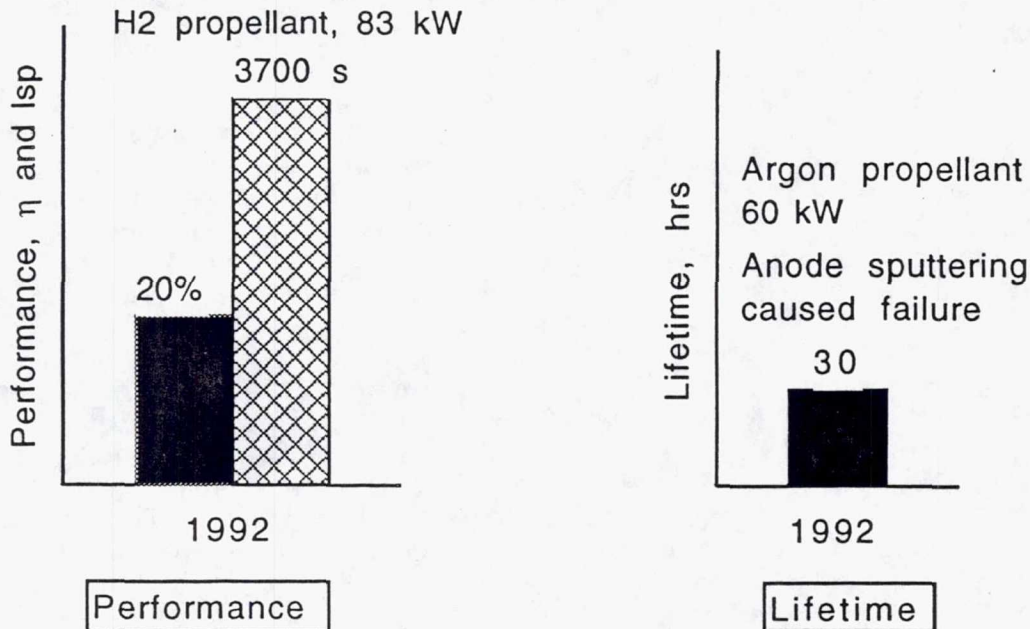 H2 propellant, 83 kW
3700 s
Performance, η and Isp
20%
1992
Performance
Lifetime, hrs
Argon propellant
60 kW
Anode sputtering
caused failure
30
1992
Lifetime